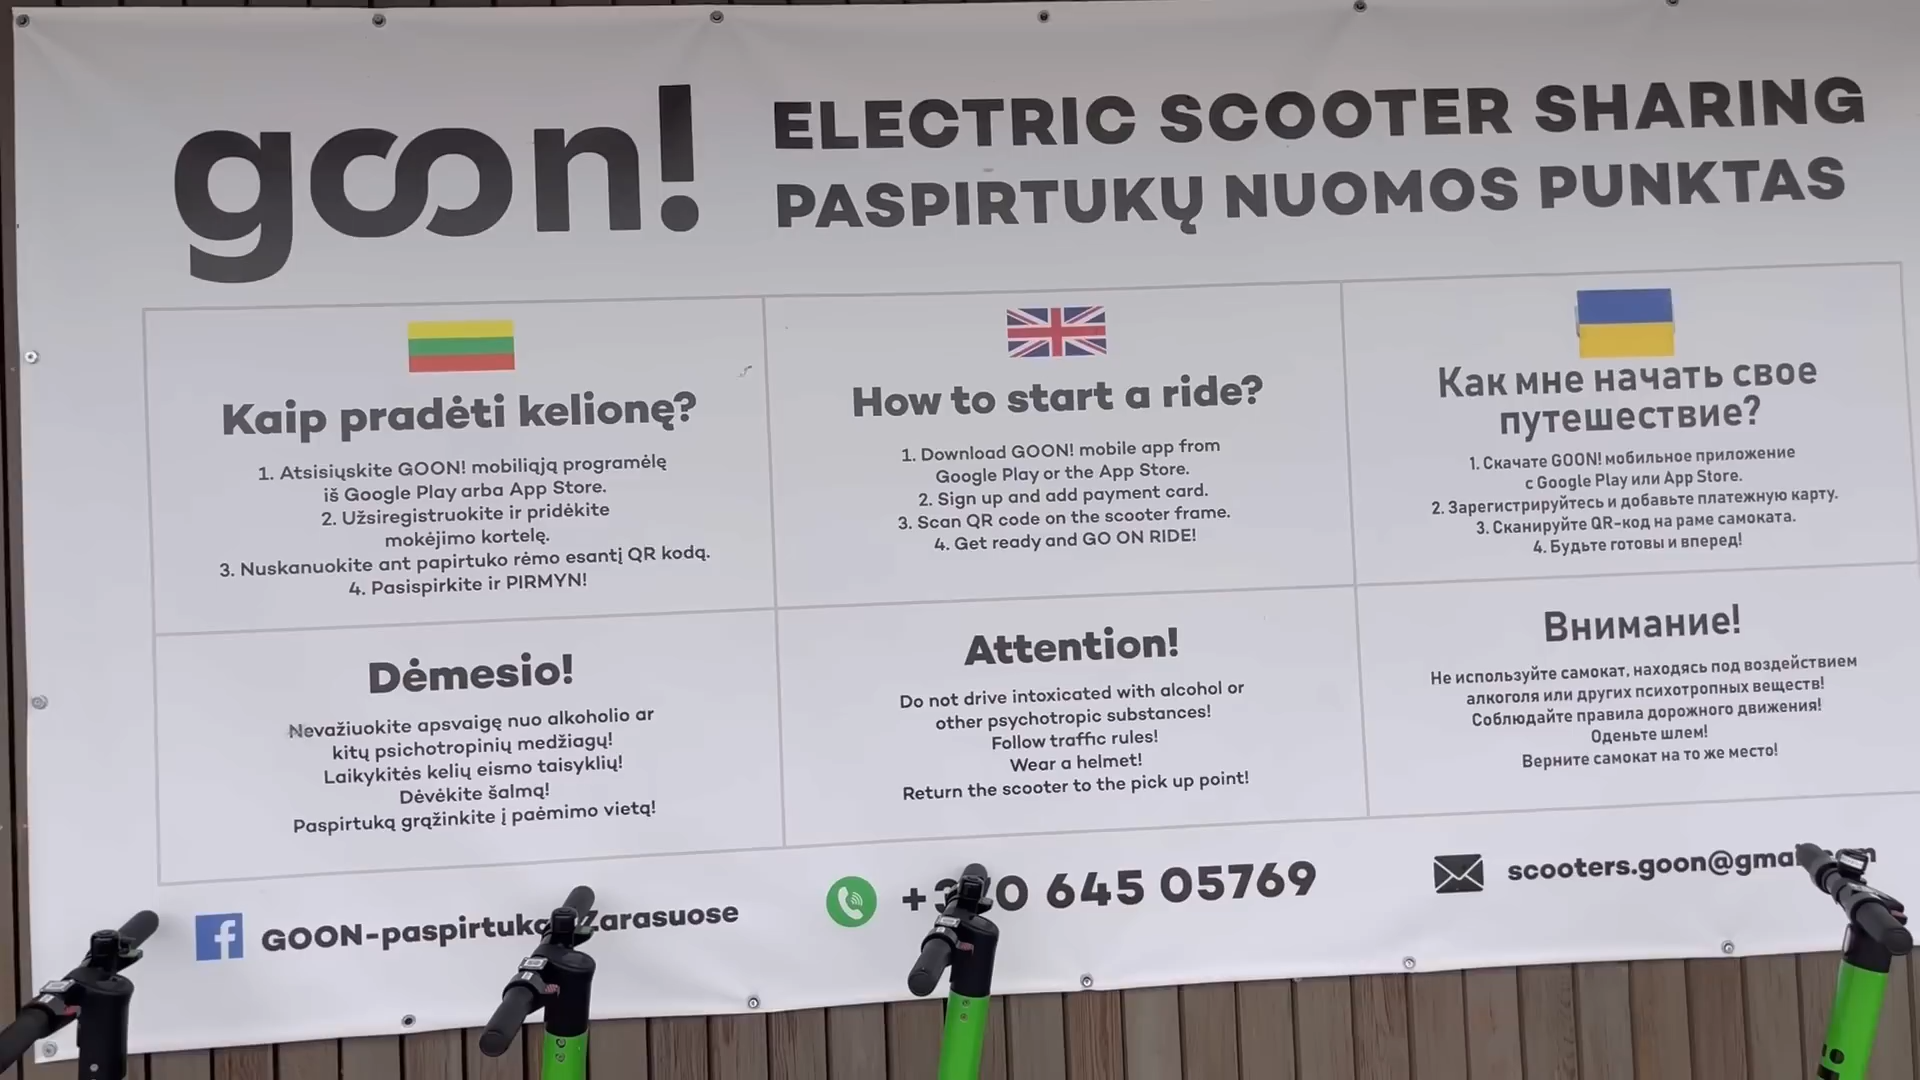 goon!
ELECTRIC SCOOTER SHARING
PASPIRTUKŲ NUOMOS PUNKTAS
Kaip pradėti kelionę?
1. Atsisiųskite GOON! mobiliąją programėlę
iš Google Play arba App Store.
2. Užsiregistruokite ir pridėkite
mokėjimo kortelę.
3. Nuskanuokite ant papirtuko rėmo esantį QR kodą.
4. Pasispirkite ir PIRMYN!
How to start a ride?
1. Download GOON! mobile app from
Google Play or the App Store.
2. Sign up and add payment card.
3. Scan QR code on the scooter frame.
4. Get ready and GO ON RIDE!
Как мне начать свое
путешествие?
1. Скачате GOON! мобильное приложение
с Google Play или App Store.
2. Зарегистрируйтесь и добавьте платежную карту.
3. Сканируйте QR-код на раме самоката.
4. Будьте готовы и вперед!
Dėmesio!
Nevažiuokite apsvaigę nuo alkoholio ar
kitų psichotropinių medžiagų!
Laikykitės kelių eismo taisyklių!
Dėvėkite šalmą!
Paspirtuką grąžinkite į paėmimo vietą!
Attention!
Do not drive intoxicated with alcohol or
other psychotropic substances!
Follow traffic rules!
Wear a helmet!
Return the scooter to the pick up point!
Внимание!
Не используйте самокат, находясь под воздействием
алкоголя или других психотропных веществ!
Соблюдайте правила дорожного движения!
Оденьте шлем!
Верните самокат на то же место!
Zarasuose
645 05769